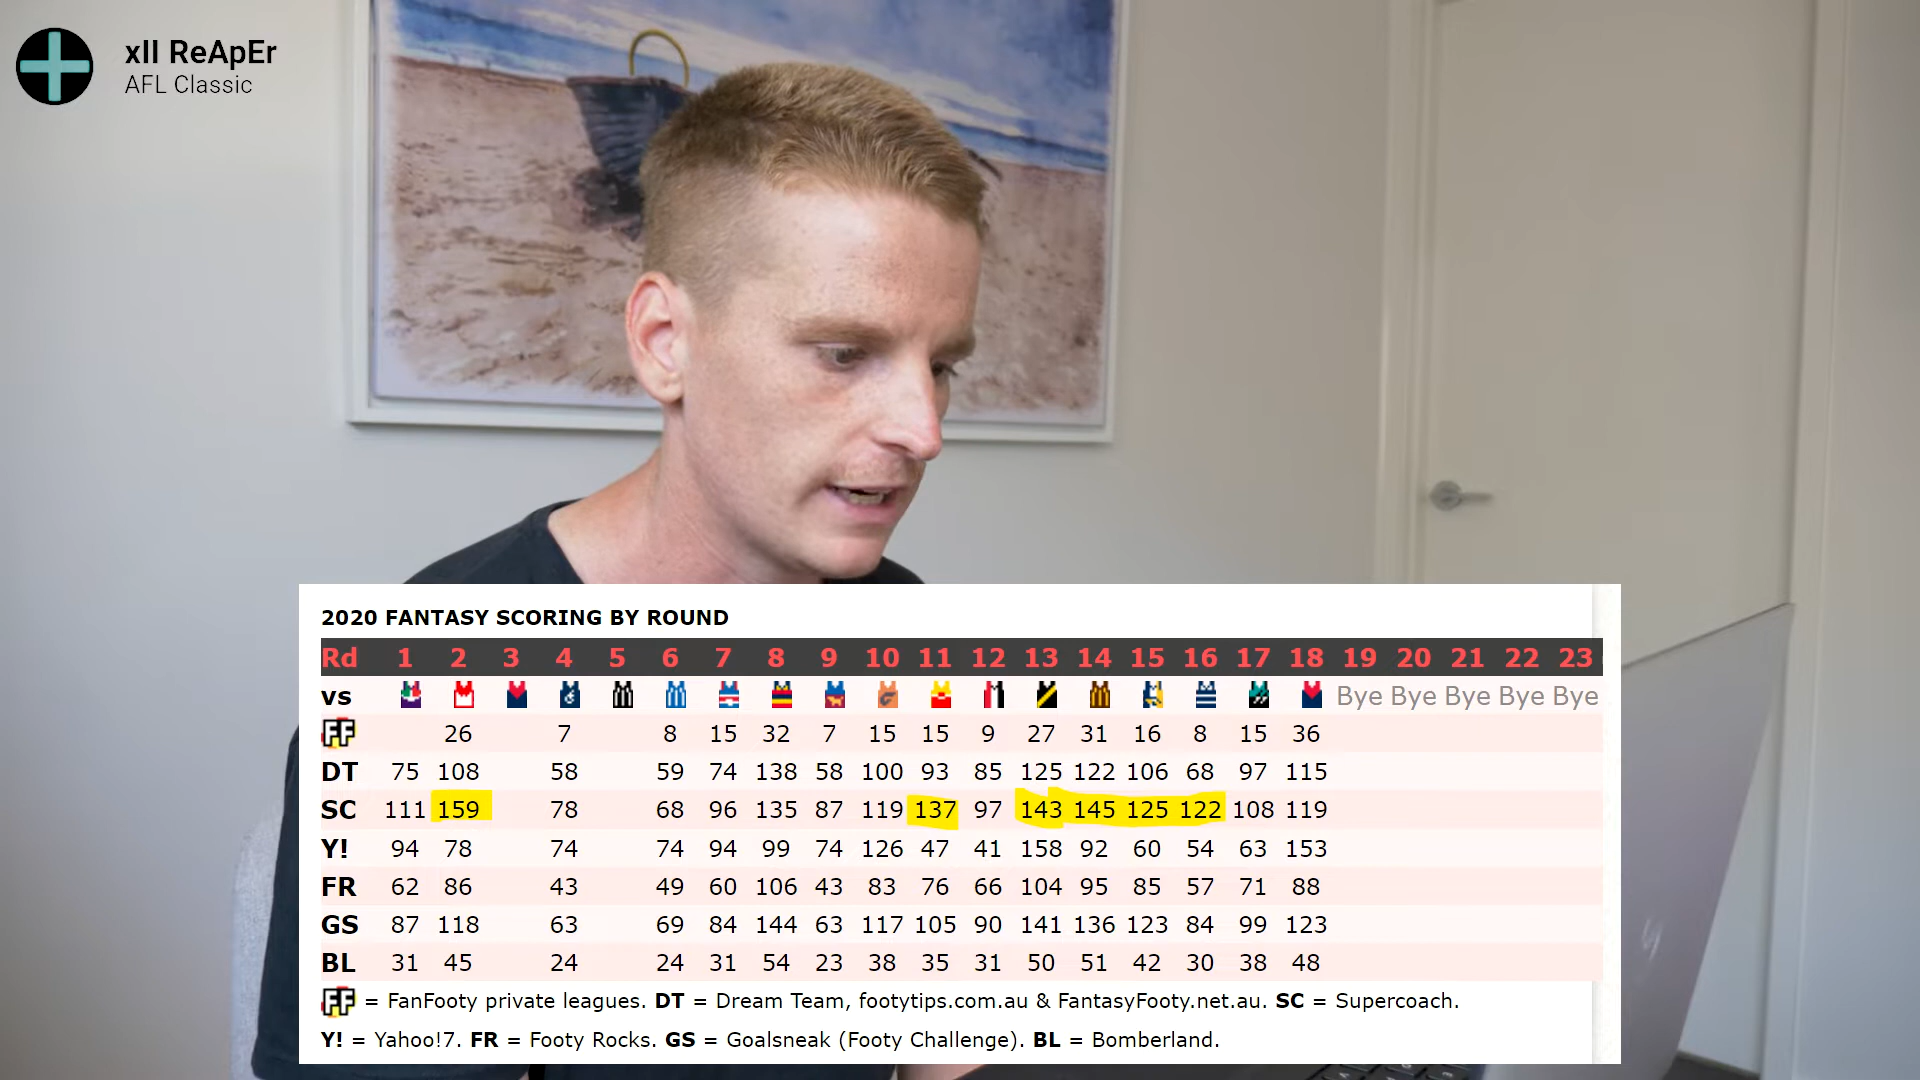 xII ReApEr
AFL Classic
2020 FANTASY SCORING BY ROUND
Rd 1 2 3 4 5 6 7 8 9 10 11 12 13 14 15 16 17 18 19 20 21 22 23
vs Bye Bye Bye Bye Bye
FF 26 7 8 15 32 7 15 15 9 27 31 16 8 15 36
DT 75 108 58 59 74 138 58 100 93 85 125 122 106 68 97 115
SC 111 159 78 68 96 135 87 119 137 97 143 145 125 122 108 119
Y! 94 78 74 74 94 99 74 126 47 41 158 92 60 54 63 153
FR 62 86 43 49 60 106 43 83 76 66 104 95 85 57 71 88
GS 87 118 63 69 84 144 63 117 105 90 141 136 123 84 99 123
BL 31 45 24 24 31 54 23 38 35 31 50 51 42 30 38 48
FF = FanFooty private leagues. DT = Dream Team, footytips.com.au & FantasyFooty.net.au. SC = Supercoach.
Y! = Yahoo!7. FR = Footy Rocks. GS = Goalsneak (Footy Challenge). BL = Bomberland.